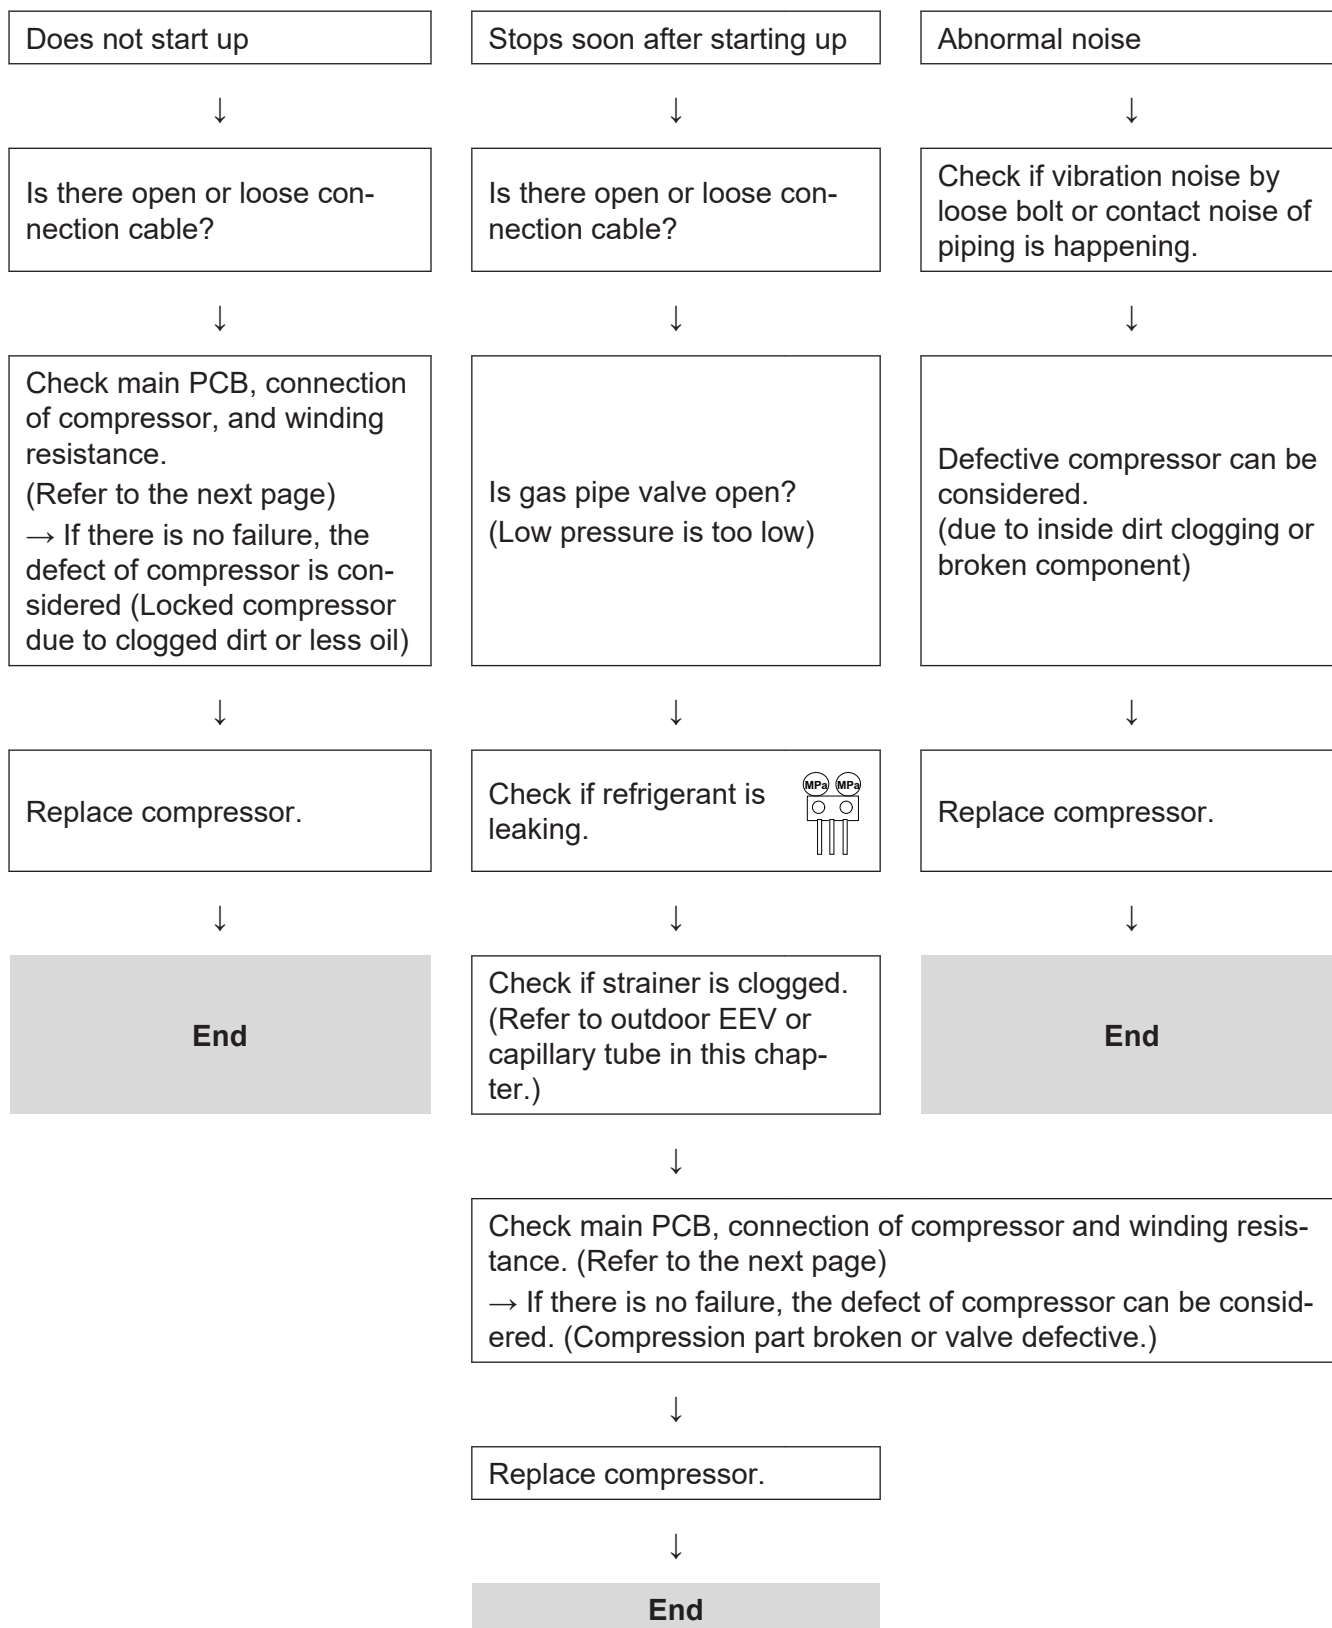 Does not start up
Is there open or loose con-
nection cable?
Check main PCB, connection
of compressor, and winding
resistance.
(Refer to the next page)
→ If there is no failure, the
defect of compressor is con-
sidered (Locked compressor
due to clogged dirt or less oil)
Replace compressor.
End
Stops soon after starting up
Is there open or loose con-
nection cable?
Is gas pipe valve open?
(Low pressure is too low)
Check if refrigerant is
leaking.
MPa MPa
Check if strainer is clogged.
(Refer to outdoor EEV or
capillary tube in this chap-
ter.)
Check main PCB, connection of compressor and winding resis-
tance. (Refer to the next page)
→ If there is no failure, the defect of compressor can be consid-
ered. (Compression part broken or valve defective.)
Replace compressor.
End
Abnormal noise
Check if vibration noise by
loose bolt or contact noise of
piping is happening.
Defective compressor can be
considered.
(due to inside dirt clogging or
broken component)
Replace compressor.
End